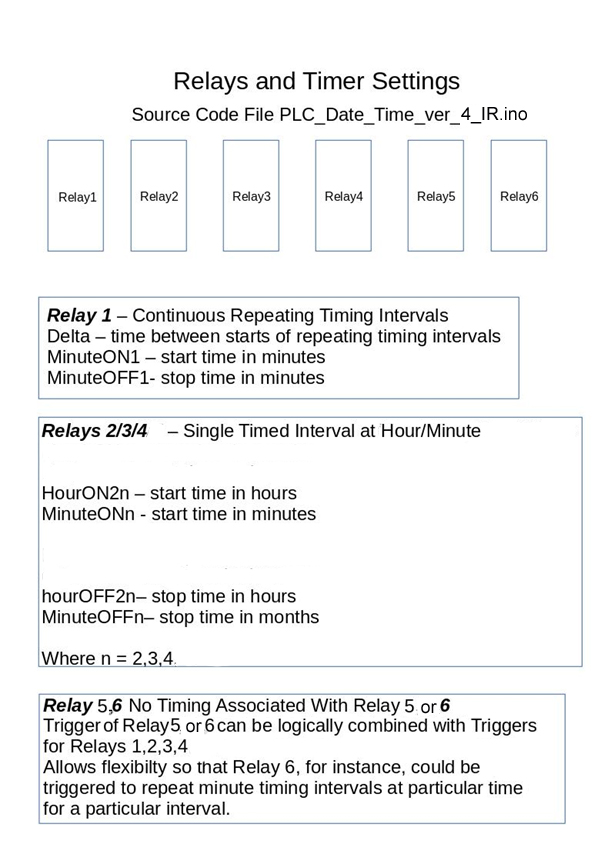 Relays and Timer Settings
Source Code File PLC_Date_Time_ver_4_IR.ino
Relay1 Relay2 Relay3 Relay4 Relay5 Relay6
Relay 1 – Continuous Repeating Timing Intervals
Delta – time between starts of repeating timing intervals
MinuteON1 – start time in minutes
MinuteOFF1- stop time in minutes
Relays 2/3/4 – Single Timed Interval at Hour/Minute
HourON2n – start time in hours
MinuteONn - start time in minutes
hourOFF2n– stop time in hours
MinuteOFFn– stop time in months
Where n = 2,3,4
Relay 5,6 No Timing Associated With Relay 5 or 6
Trigger of Relay5 or 6 can be logically combined with Triggers
for Relays 1,2,3,4
Allows flexibilty so that Relay 6, for instance, could be
triggered to repeat minute timing intervals at particular time
for a particular interval.